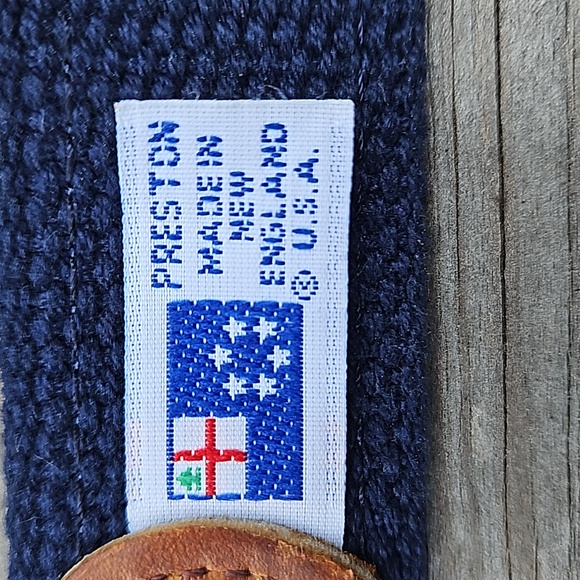 PRESTON
MADE IN
NEW
ENGLAND
® U.S.A.